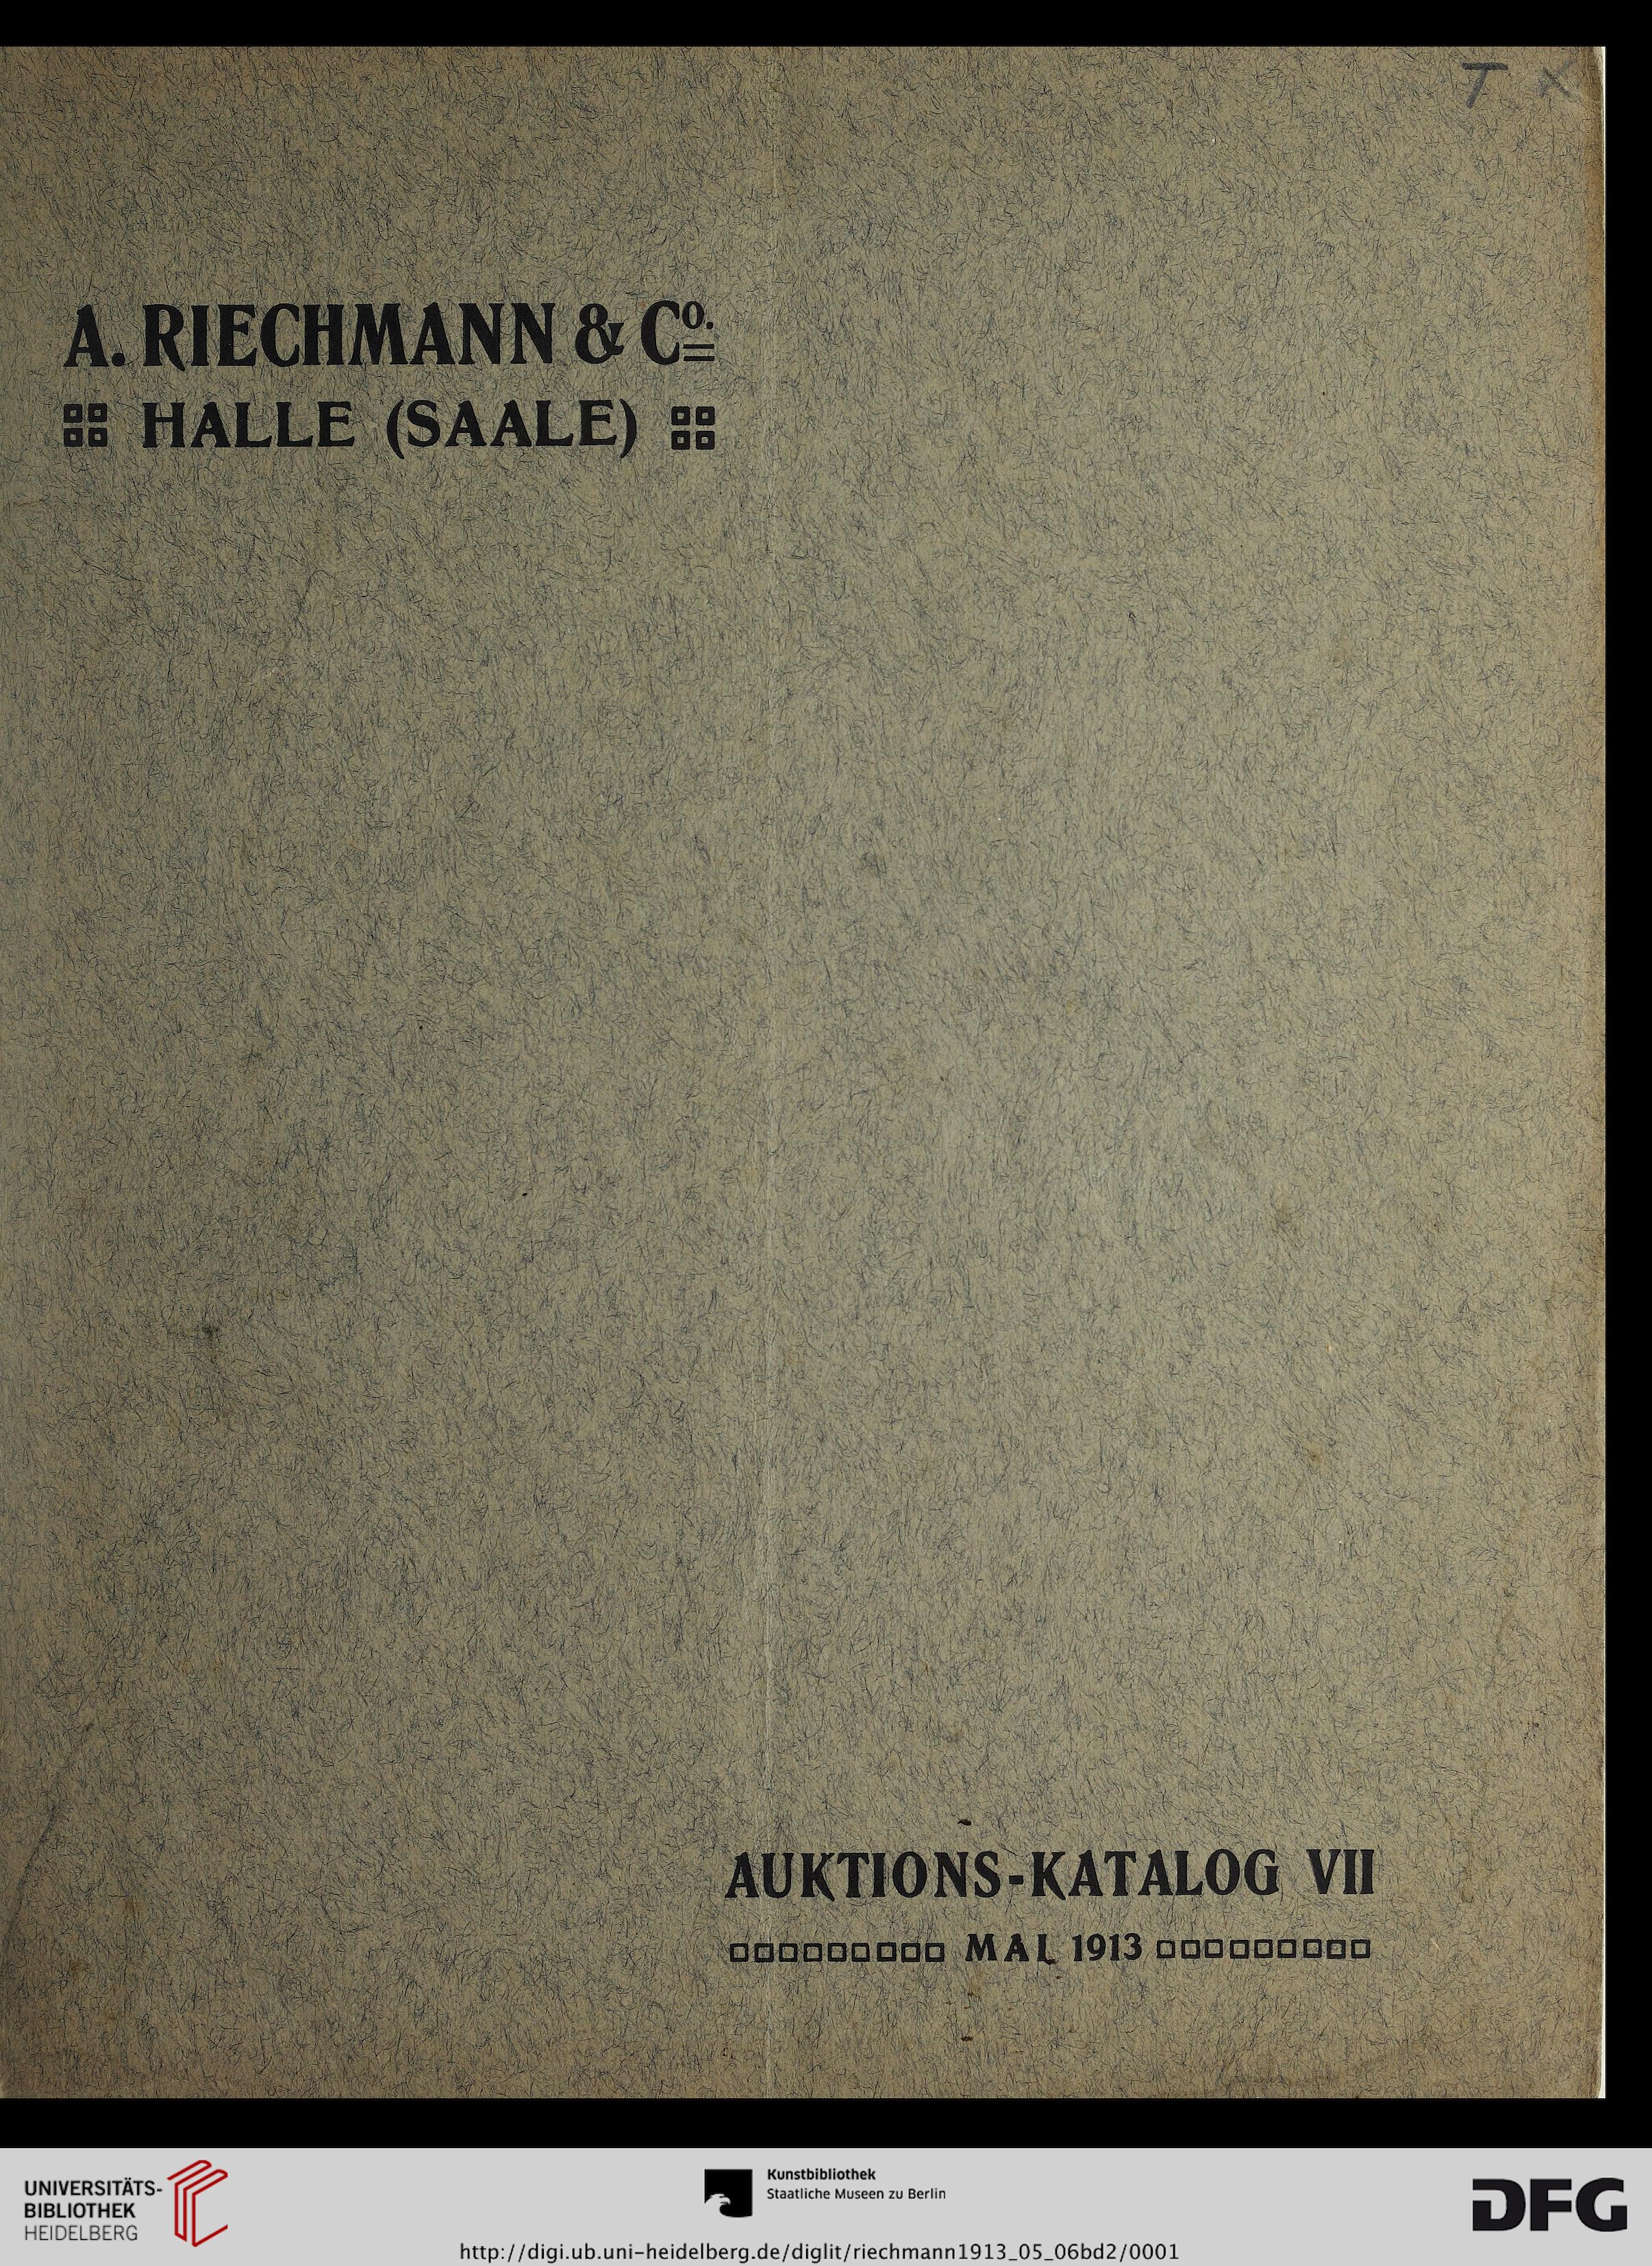 T X
A. RIECHMANN & Co.
HALLE (SAALE)
AUKTIONS-KATALOG VII
MAI 1913
UNIVERSITÄTS-
BIBLIOTHEK
HEIDELBERG
Kunstbibliothek
Staatliche Museen zu Berlin
DFG
http://digi.ub.uni-heidelberg.de/diglit/riechmann1913_05_06bd2/0001